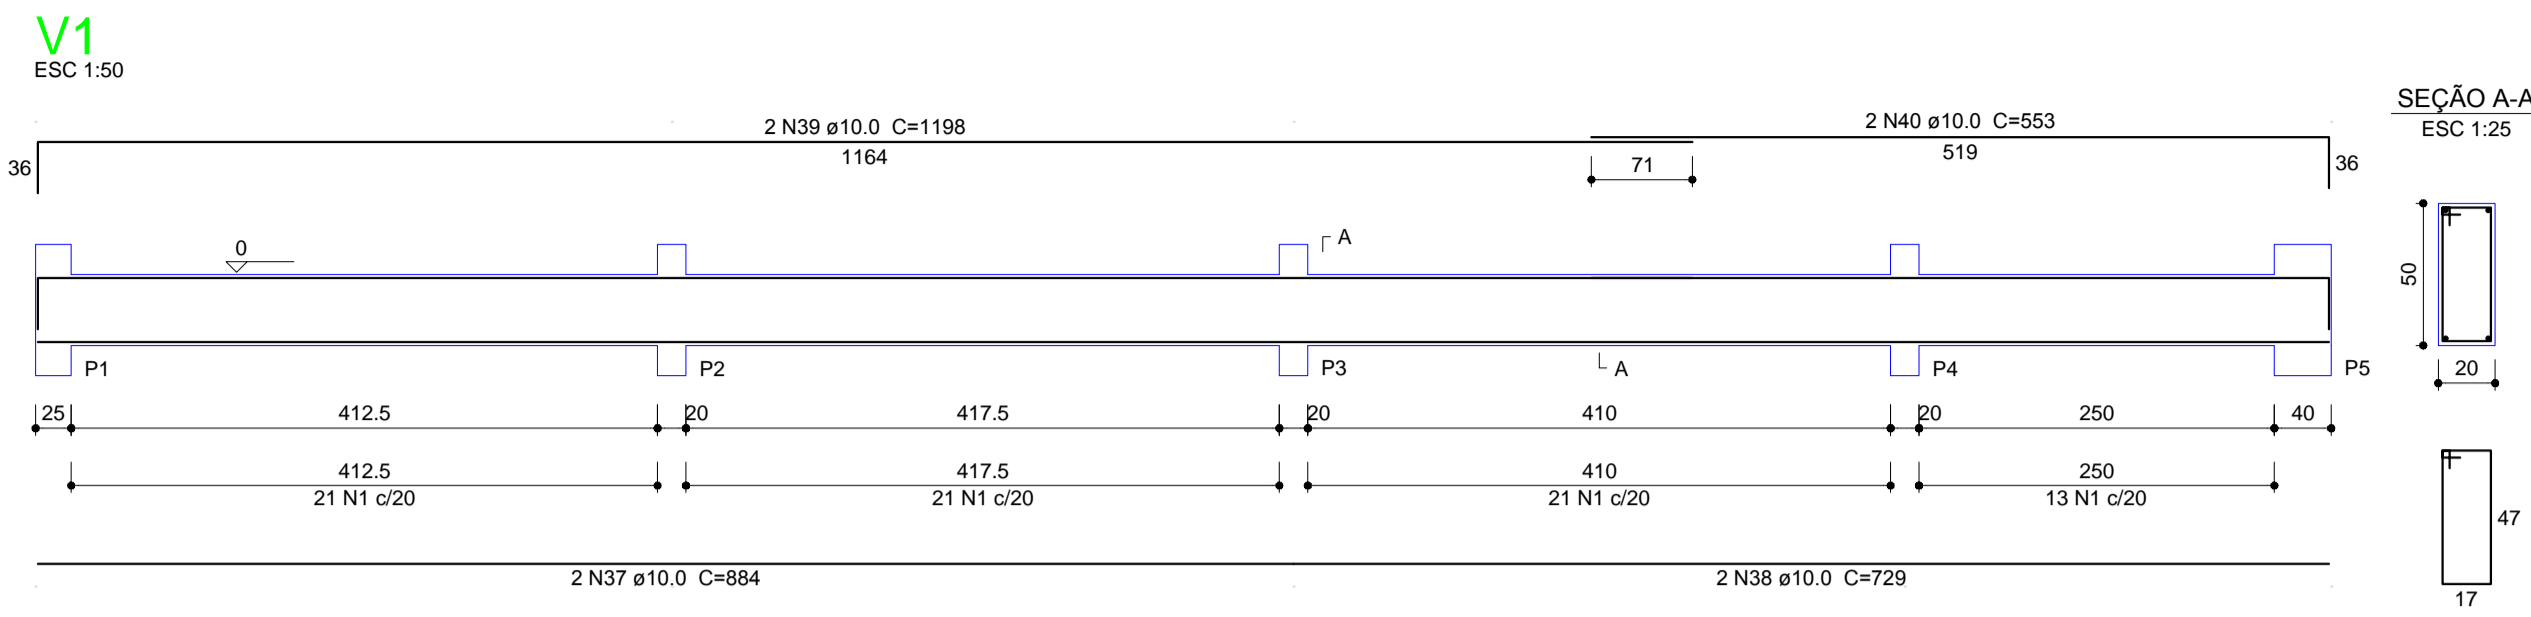 V1
ESC 1:50
2 N39 ø10.0 C=1198
1164
36
2 N40 ø10.0 C=553
519
71
36
SEÇÃO A-A
ESC 1:25
0
A
A
P1
P2
P3
P4
P5
50
20
25
412.5
20
417.5
20
410
20
250
40
412.5
21 N1 c/20
417.5
21 N1 c/20
410
21 N1 c/20
250
13 N1 c/20
47
17
2 N37 ø10.0 C=884
2 N38 ø10.0 C=729